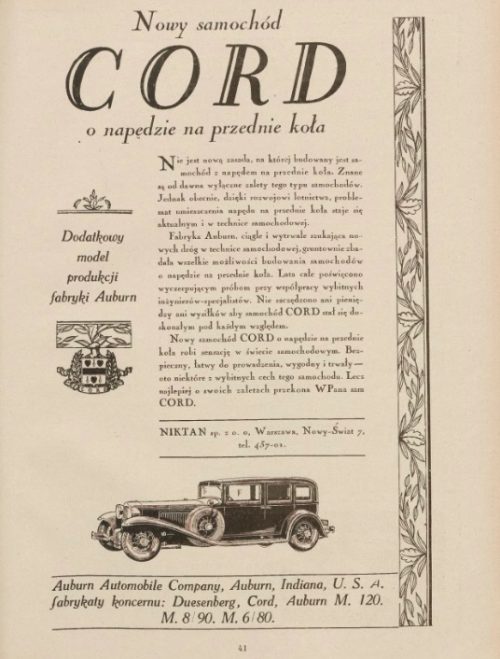 Nowy samochód
CORD
o napędzie na przednie koła
Nie jest nową zasada, na której budowany jest sa-
mochód z napędem na przednie koła. Znane
są od dawna wyłączne zalety tego typu samochodów.
Jednak obecnie, dzięki rozwojowi lotnictwa, proble-
mat umieszczenia napędu na przednie koła staje się
aktualnym i w technice samochodowej.
Fabryka Auburn, ciągle i wytrwale szukająca no-
wych dróg w technice samochodowej, gruntownie zba-
dała wszelkie możliwości budowania samochodów
o napędzie na przednie koła. Lata całe poświęcono
wyczerpującym próbom przy współpracy wybitnych
inżynierów-specjalistów. Nie szczędzono ani pienię-
dzy ani wysiłków aby samochód CORD stał się do-
skonałym pod każdym względem.
Nowy samochód CORD o napędzie na przednie
koła robi sensację w świecie samochodowym. Bez-
pieczny, łatwy do prowadzenia, wygodny i trwały—
oto niektóre z wybitnych cech tego samochodu. Lecz
najlepiej o swoich zaletach przekona WPana sam
CORD.
Dodatkowy
model
produkcji
fabryki Auburn
NIKTAN sp. z o. o, Warszawa, Nowy-Świat 7,
tel. 437-01.
Auburn Automobile Company, Auburn, Indiana, U. S. A.
fabrykaty koncernu: Duesenberg, Cord, Auburn M. 120.
M. 8/90. M. 6/80.
41